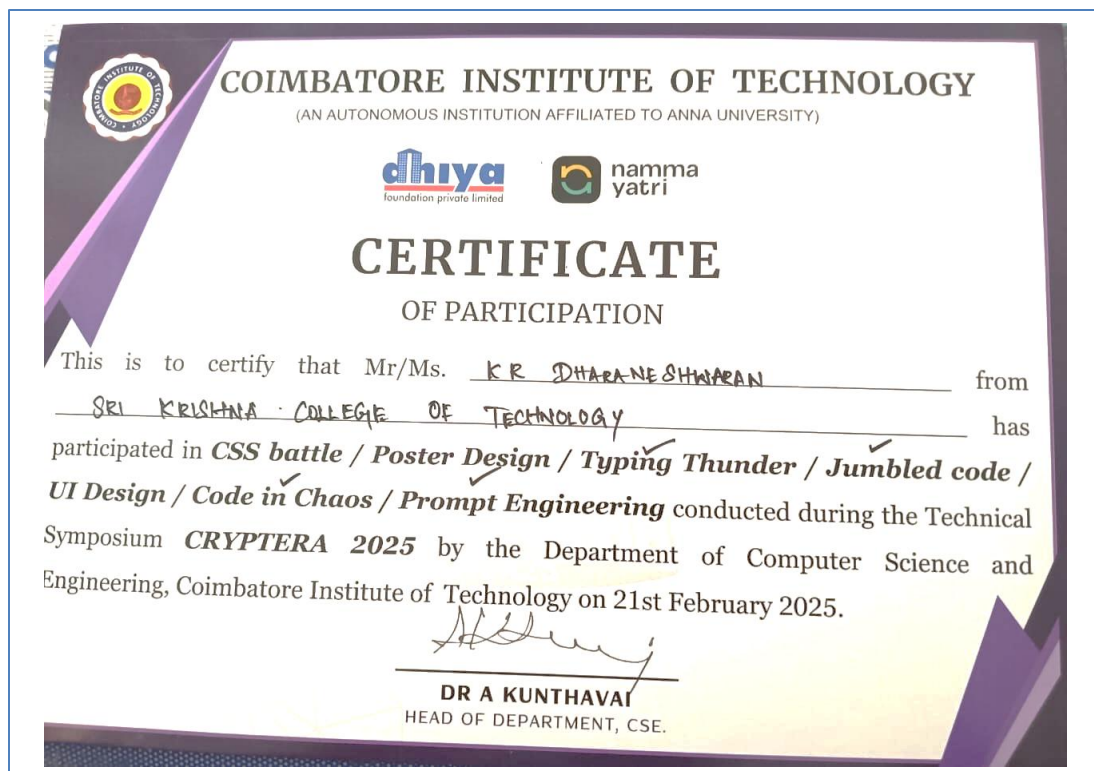 COIMBATORE INSTITUTE OF TECHNOLOGY
COIMBATORE INSTITUTE OF TECHNOLOGY
(AN AUTONOMOUS INSTITUTION AFFILIATED TO ANNA UNIVERSITY)
dhiya
foundation private limited
namma
yatri
CERTIFICATE
OF PARTICIPATION
This is to certify that Mr/Ms. KR DHARANESHWARAN from
SRI KRISHNA COLLEGE OF TECHNOLOGY has
participated in CSS battle / Poster Design / Typing Thunder / Jumbled code /
UI Design / Code in Chaos / Prompt Engineering conducted during the Technical
Symposium CRYPTERA 2025 by the Department of Computer Science and
Engineering, Coimbatore Institute of Technology on 21st February 2025.
DR A KUNTHAVAI
HEAD OF DEPARTMENT, CSE.